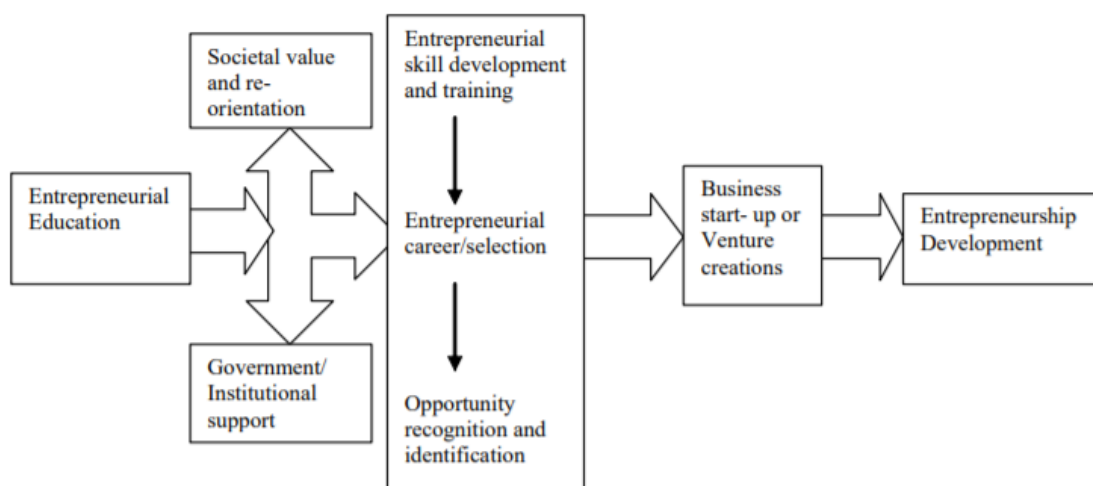 Entrepreneurial
Education
Societal value
and re-
orientation
Government/
Institutional
support
Entrepreneurial
skill development
and training
Entrepreneurial
career/selection
Opportunity
recognition and
identification
Business
start- up or
Venture
creations
Entrepreneurship
Development